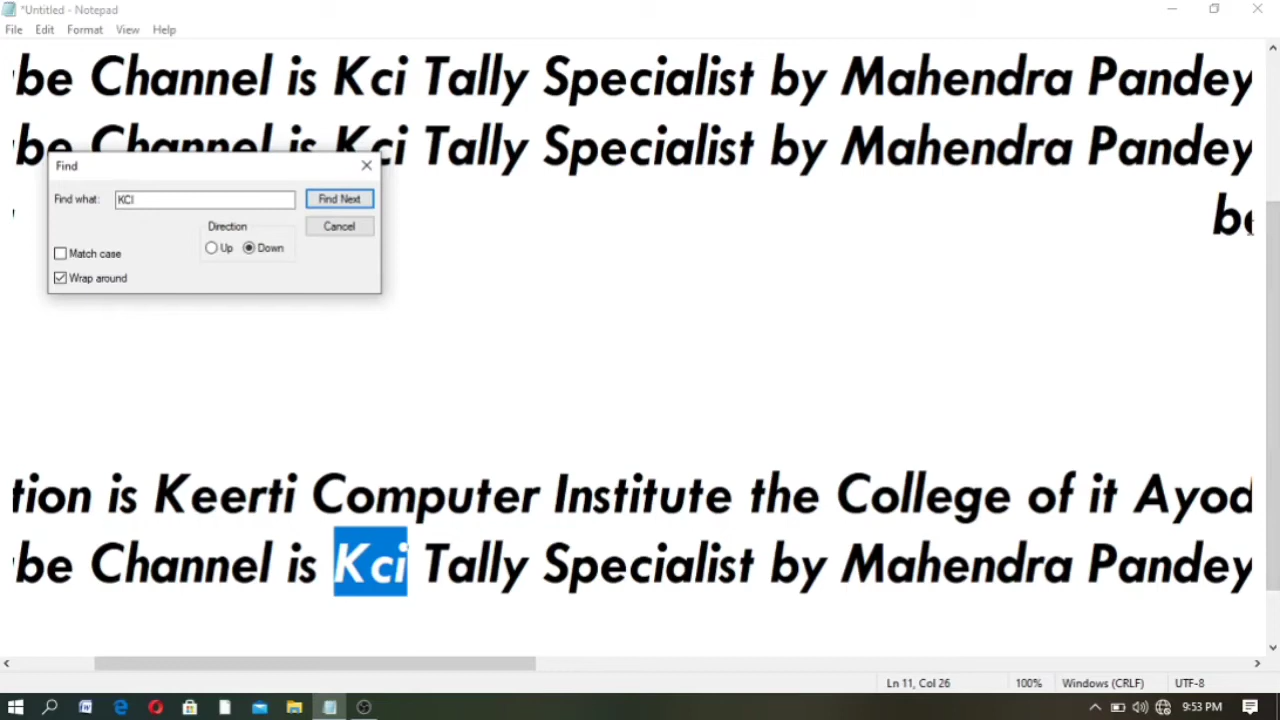 *Untitled - Notepad
File Edit Format View Help
be Channel is Kci Tally Specialist by Mahendra Pandey
be Channel is Kci Tally Specialist by Mahendra Pandey
be
Find
Find what: KCI Find Next
Direction Cancel
Up Down
Match case
Wrap around
tion is Keerti Computer Institute the College of it Ayod
be Channel is Kci Tally Specialist by Mahendra Pandey
Ln 11, Col 26 100% Windows (CRLF) UTF-8
9:53 PM